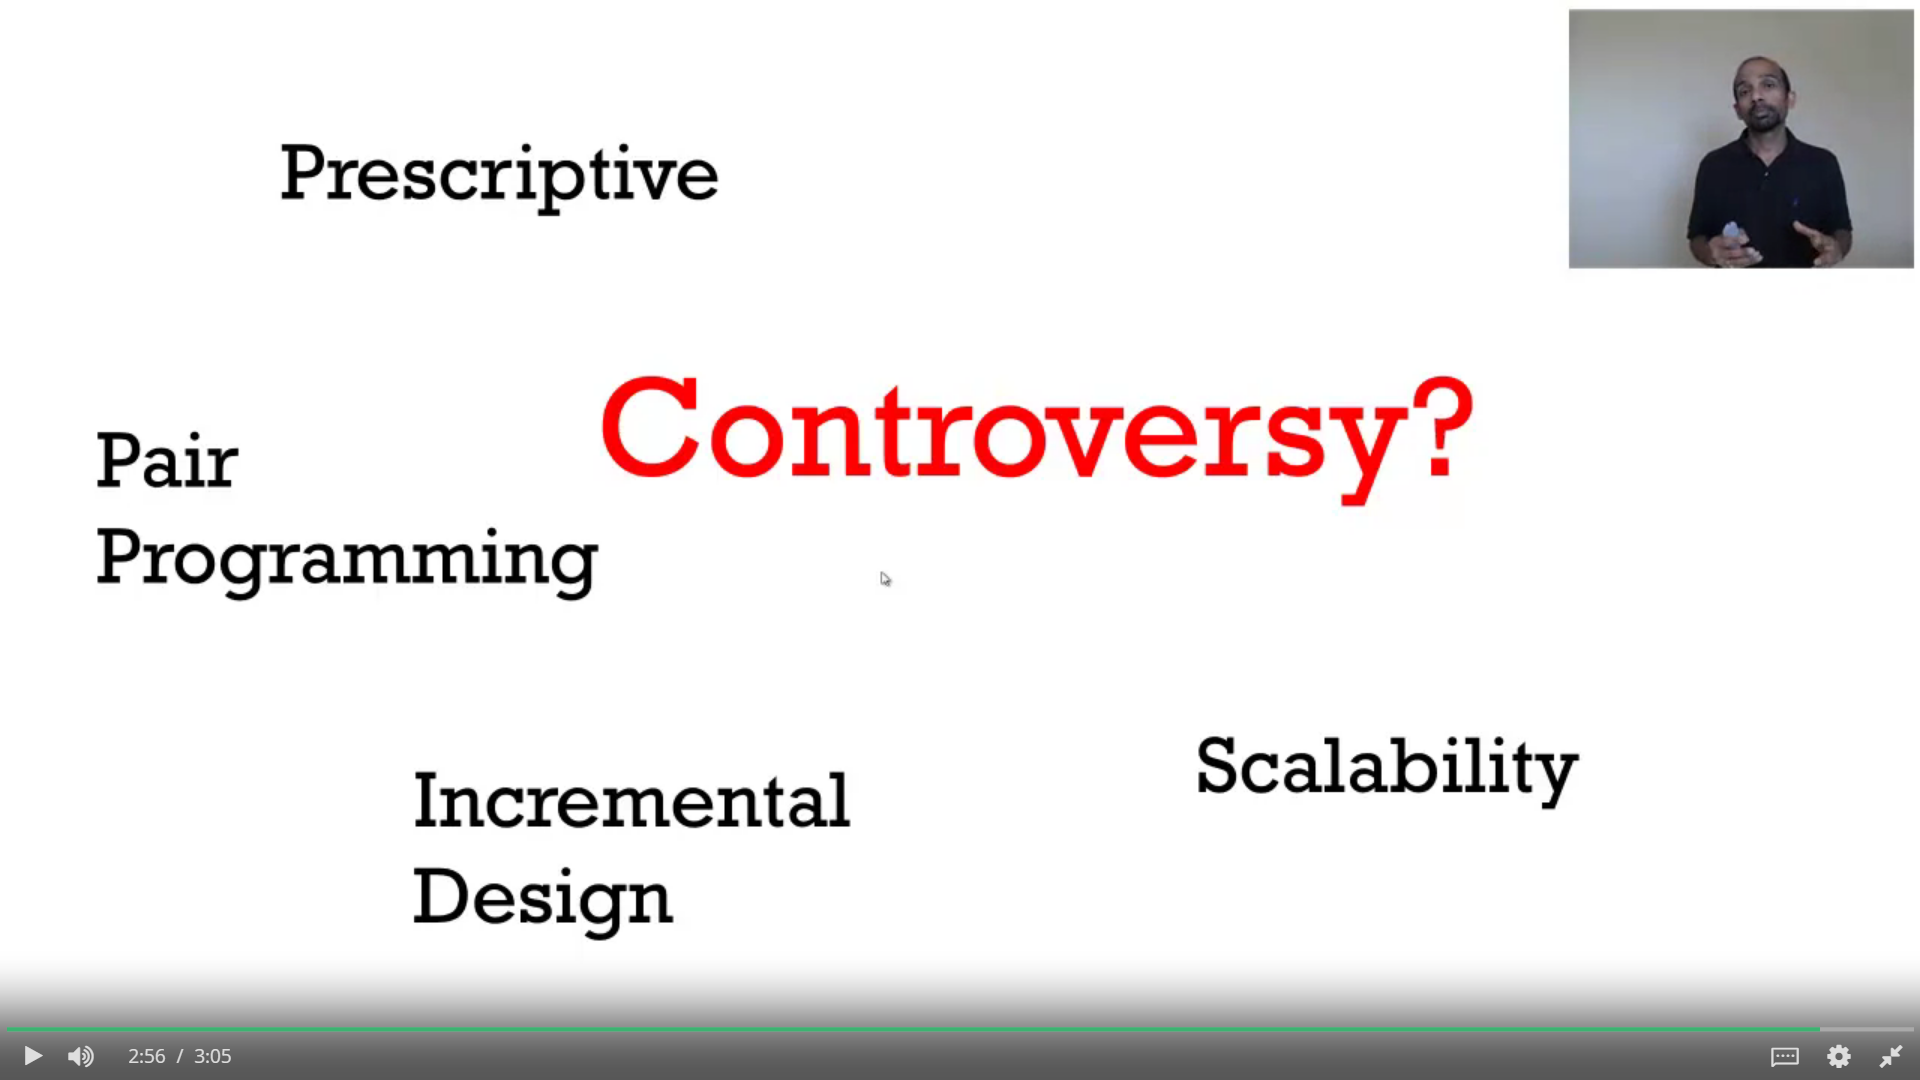 Prescriptive
Controversy?
Pair
Programming
Scalability
Incremental
Design
2:56 / 3:05